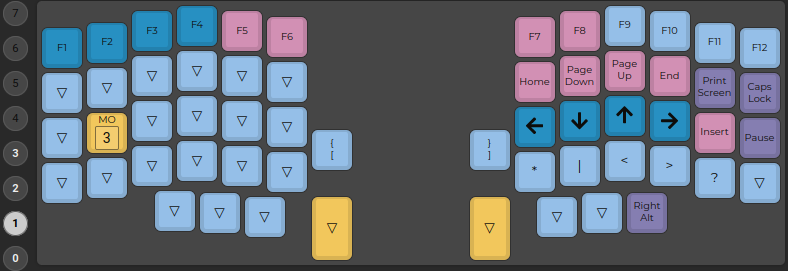 7
6
5
4
3
2
1
0
F1
F2
F3
F4
F5
F6
▽
▽
▽
▽
▽
▽
▽
MO
3
▽
▽
▽
▽
{
[
▽
▽
▽
▽
▽
▽
▽
▽
▽
▽
F7
F8
F9
F10
F11
F12
Home
Page
Down
Page
Up
End
Print
Screen
Caps
Lock
←
↓
↑
→
Insert
Pause
}
]
*
|
<
>
?
▽
▽
▽
▽
Right
Alt